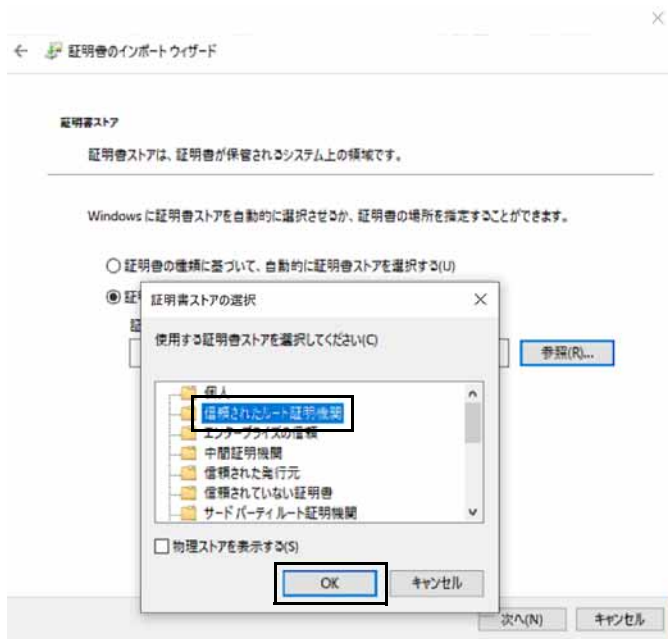 証明書のインポート ウィザード
証明書ストア
証明書ストアは、証明書が保管されるシステム上の領域です。
Windows に証明書ストアを自動的に選択させるか、証明書の場所を指定することができます。
証明書の種類に基づいて、自動的に証明書ストアを選択する(U)
証明書ストアの選択
使用する証明書ストアを選択してください(C)
参照(R)...
個人
信頼されたルート証明機関
エンタープライズの信頼
中間証明機関
信頼された発行元
信頼されていない証明書
サードパーティ ルート証明機関
物理ストアを表示する(S)
OK
キャンセル
次へ(N)
キャンセル